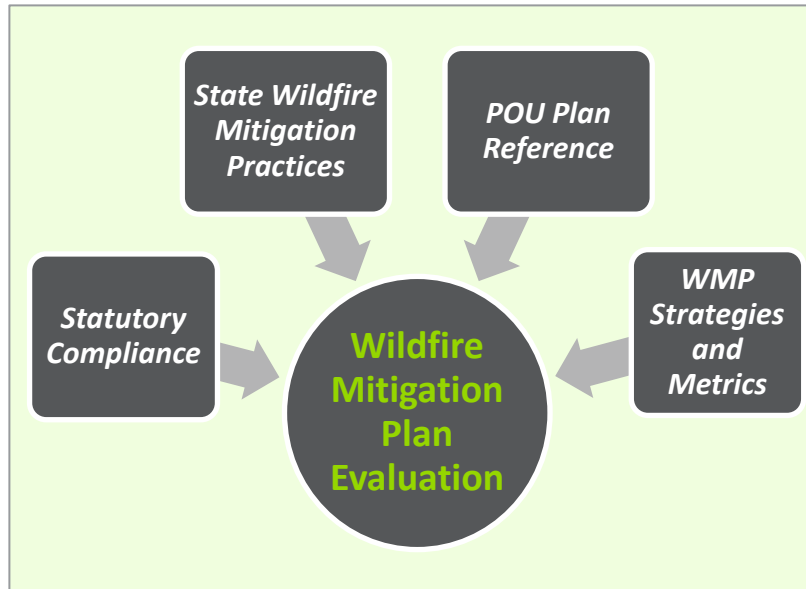 State Wildfire
Mitigation
Practices
POU Plan
Reference
Statutory
Compliance
WMP
Strategies
and
Metrics
Wildfire
Mitigation
Plan
Evaluation